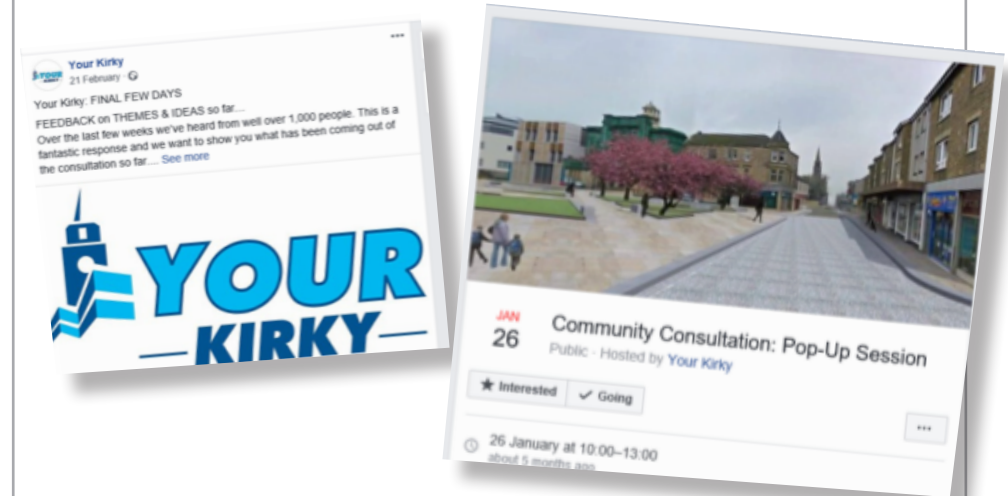 Your Kirky
21 February
Your Kirky: FINAL FEW DAYS
FEEDBACK on THEMES & IDEAS so far....
Over the last few weeks we've heard from well over 1,000 people. This is a
fantastic response and we want to show you what has been coming out of
the consultation so far.... See more
YOUR
KIRKY
JAN
26
Community Consultation: Pop-Up Session
Public · Hosted by Your Kirky
Interested
Going
26 January at 10:00–13:00
about 5 months ago